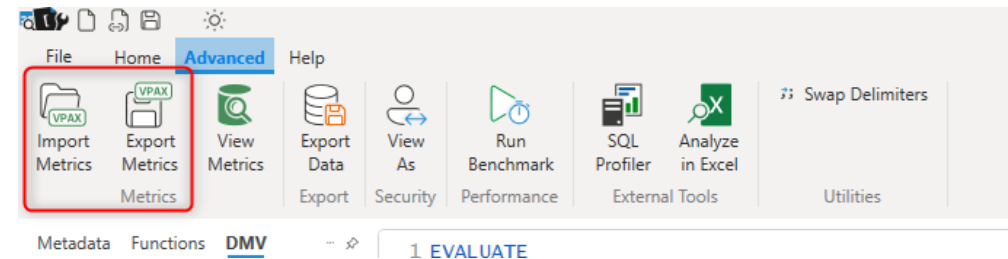 File Home Advanced Help
VPAX VPAX
Import Metrics
Export Metrics
View Metrics
Export Data
View As
Run Benchmark
SQL Profiler
Analyze in Excel
Swap Delimiters
Metrics Export Security Performance External Tools Utilities
Metadata Functions DMV
1 EVALUATE